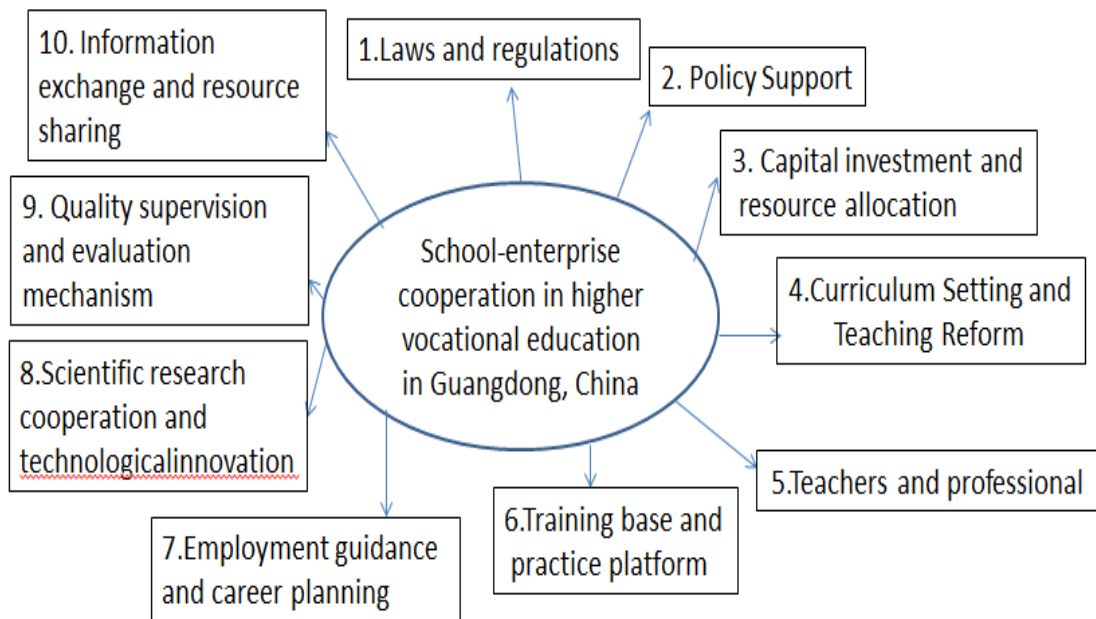 10. Information
exchange and resource
sharing
1.Laws and regulations
2. Policy Support
3. Capital investment and
resource allocation
4.Curriculum Setting and
Teaching Reform
5.Teachers and professional
6.Training base and
practice platform
7.Employment guidance
and career planning
8.Scientific research
cooperation and
technologicalinnovation
9. Quality supervision
and evaluation
mechanism
School-enterprise
cooperation in higher
vocational education
in Guangdong, China